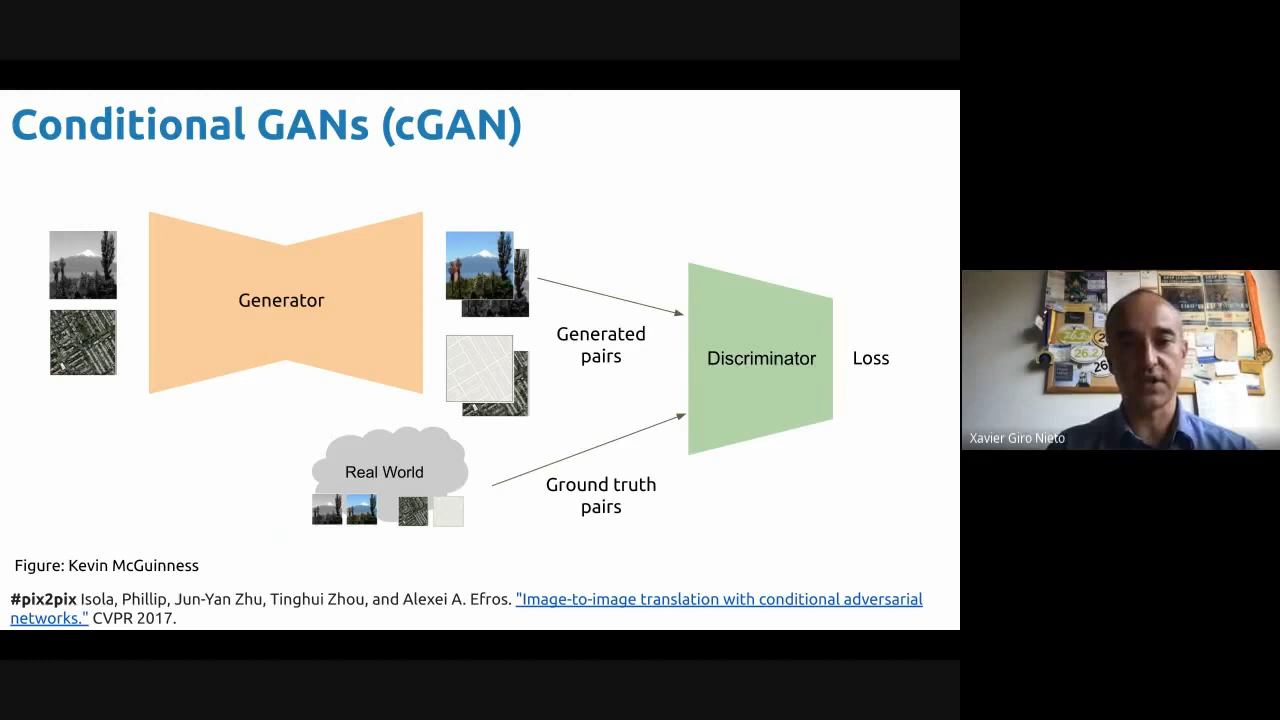 Conditional GANs (cGAN)
Generator
Generated
pairs
Discriminator
Loss
Real World
Ground truth
pairs
Figure: Kevin McGuinness
#pix2pix Isola, Phillip, Jun-Yan Zhu, Tinghui Zhou, and Alexei A. Efros. "Image-to-image translation with conditional adversarial
networks." CVPR 2017.
26.2
Xavier Giro Nieto